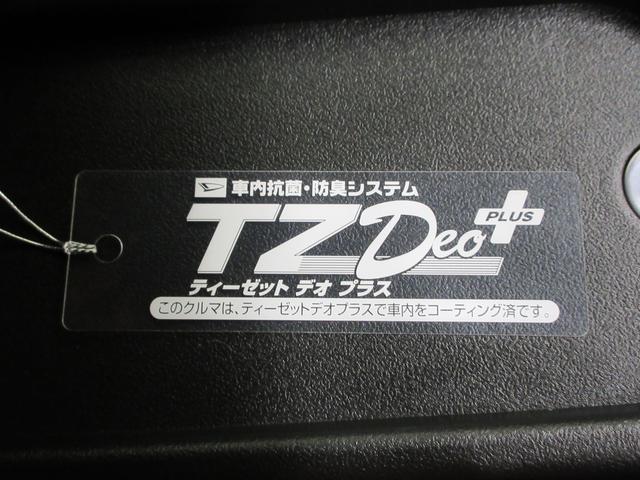 車内抗菌・防臭システム
TZ Deo PLUS
ティーゼット デオ プラス
このクルマは、ティーゼットデオプラスで車内をコーティング済です。